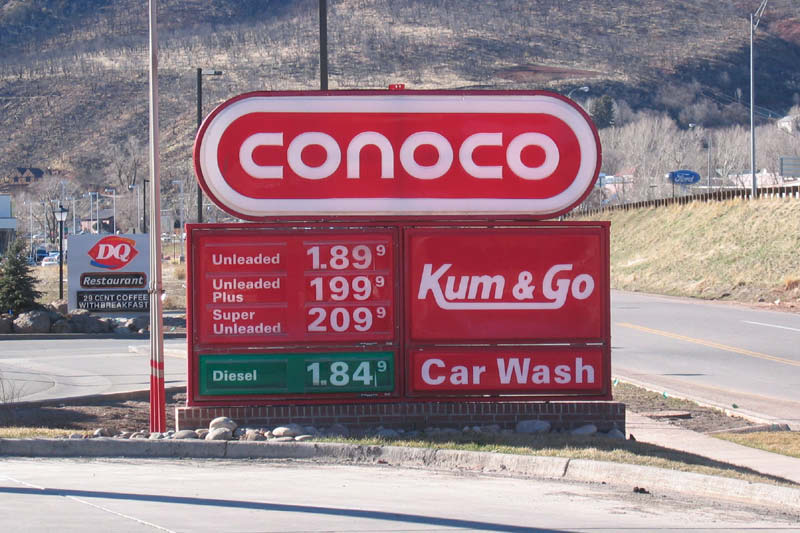 CONOCO
Unleaded 1.89 9
Unleaded
Plus 199 9
Super
Unleaded 209 9
Diesel 1.84 9
Kum & Go
Car Wash
DQ
Restaurant
29 CENT COFFEE
WITH BREAKFAST
Ford